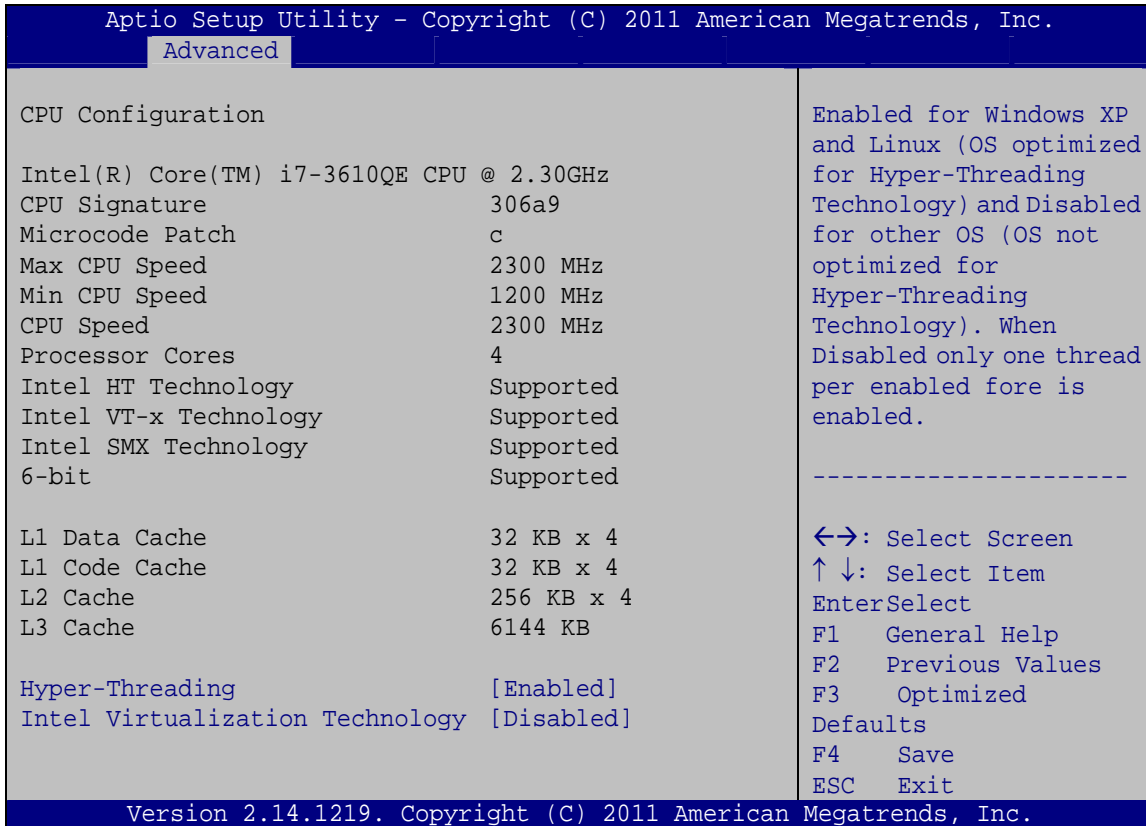 Aptio Setup Utility – Copyright (C) 2011 American Megatrends, Inc.
Advanced
CPU Configuration
Intel(R) Core(TM) i7-3610QE CPU @ 2.30GHz
CPU Signature 306a9
Microcode Patch c
Max CPU Speed 2300 MHz
Min CPU Speed 1200 MHz
CPU Speed 2300 MHz
Processor Cores 4
Intel HT Technology Supported
Intel VT-x Technology Supported
Intel SMX Technology Supported
6-bit Supported
L1 Data Cache 32 KB x 4
L1 Code Cache 32 KB x 4
L2 Cache 256 KB x 4
L3 Cache 6144 KB
Hyper-Threading [Enabled]
Intel Virtualization Technology [Disabled]
Enabled for Windows XP
and Linux (OS optimized
for Hyper-Threading
Technology) and Disabled
for other OS (OS not
optimized for
Hyper-Threading
Technology). When
Disabled only one thread
per enabled fore is
enabled.
----------------------
←→: Select Screen
↑ ↓: Select Item
EnterSelect
F1 General Help
F2 Previous Values
F3 Optimized
Defaults
F4 Save
ESC Exit
Version 2.14.1219. Copyright (C) 2011 American Megatrends, Inc.